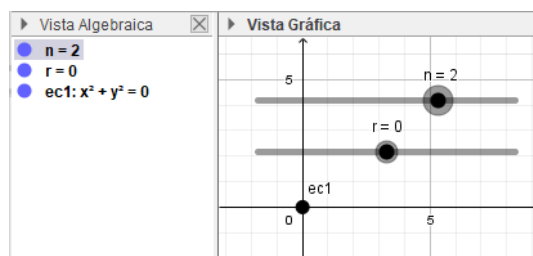 Vista Algebraica
n = 2
r = 0
ec1: x² + y² = 0
Vista Gráfica
n = 2
5
r = 0
ec1
0
5